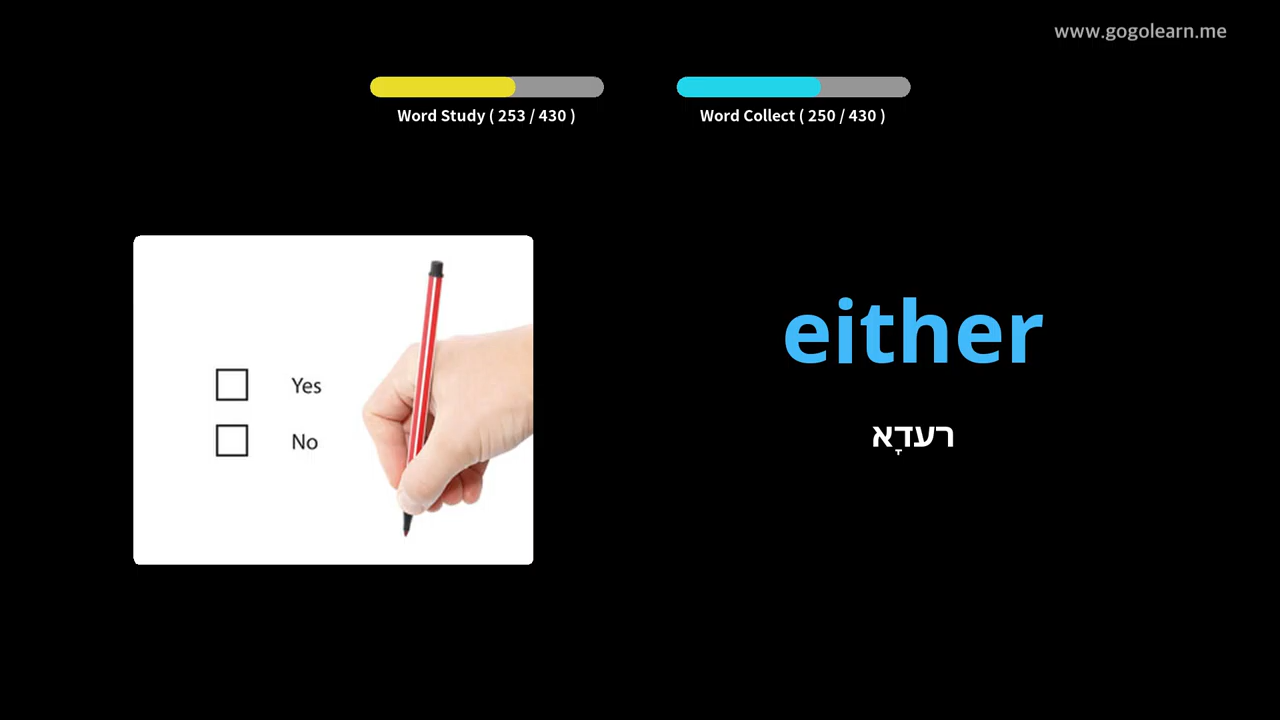 www.gogolearn.me
Word Study ( 253 / 430 )
Word Collect ( 250 / 430 )
Yes
No
either
רעדָא